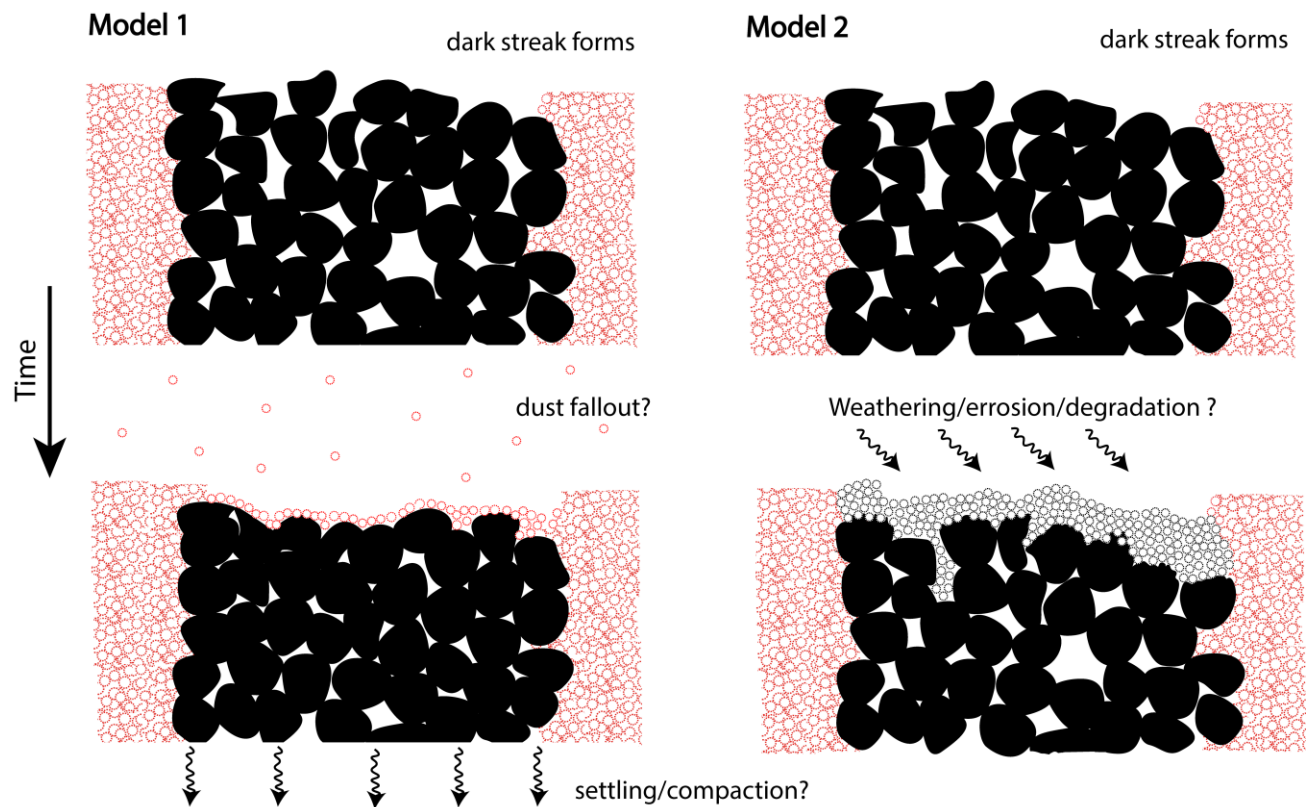 Model 1
dark streak forms
Model 2
dark streak forms
Time
dust fallout?
Weathering/errosion/degradation ?
settling/compaction?